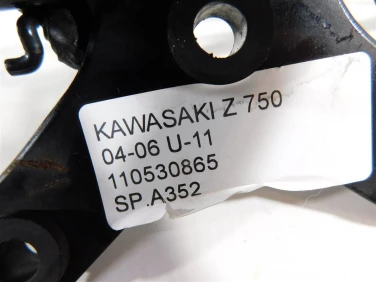 KAWASAKI Z 750
04-06 U-11
110530865
SP.A352